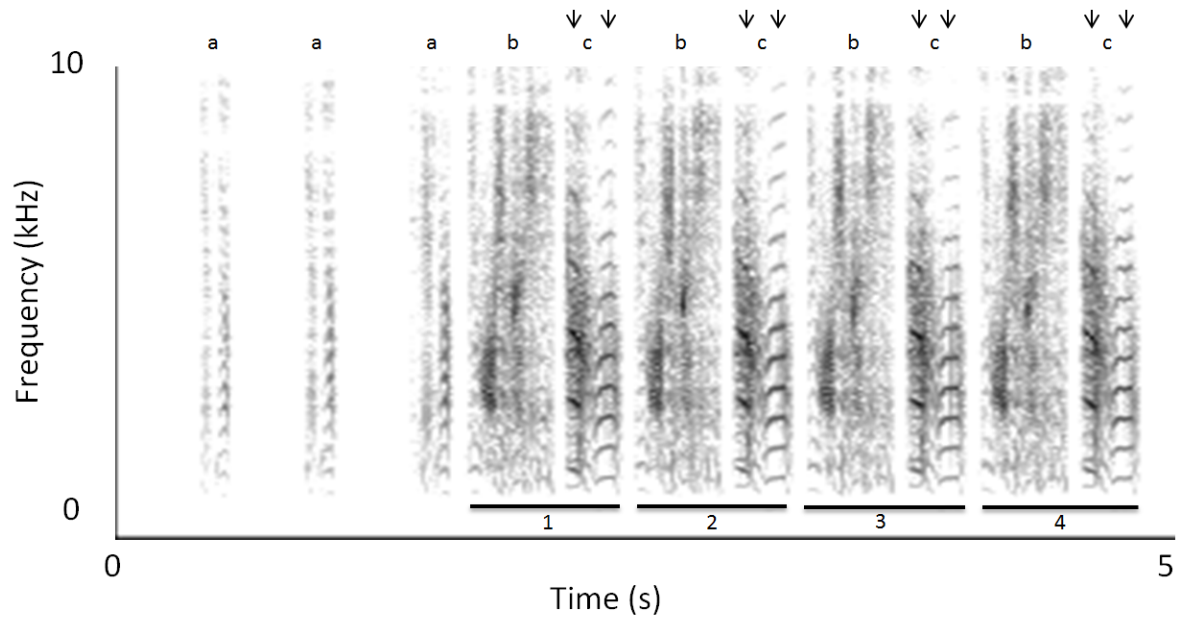 ↓ ↓ ↓ ↓ ↓ ↓ ↓ ↓
a a a b c b c b c b c
10
Frequency (kHz)
0
1 2 3 4
0 5
Time (s)